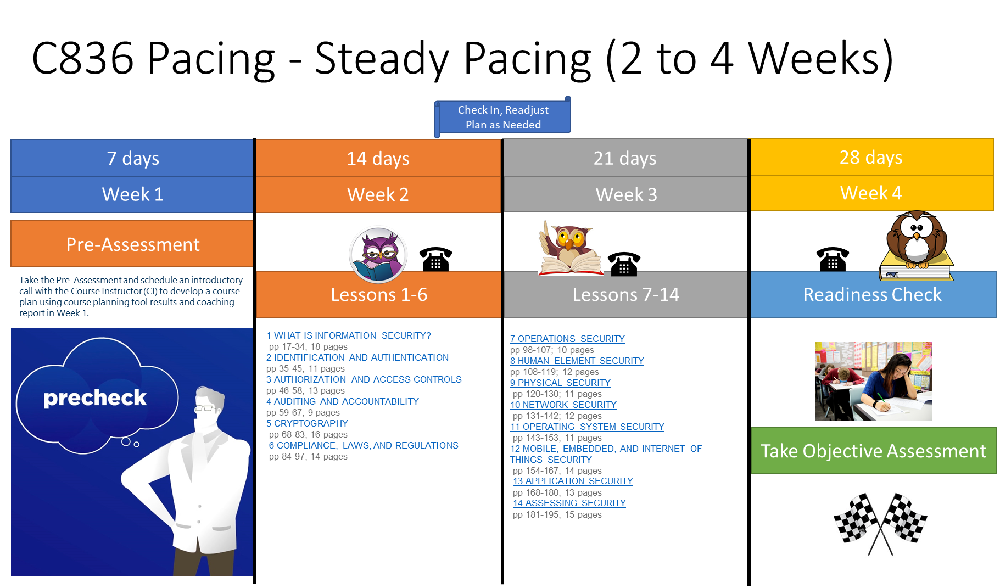 C836 Pacing - Steady Pacing (2 to 4 Weeks)
Check In, Readjust
Plan as Needed
7 days
Week 1
Pre-Assessment
Take the Pre-Assessment and schedule an introductory
call with the Course Instructor (CI) to develop a course
plan using course planning tool results and coaching
report in Week 1.
precheck
14 days
Week 2
Lessons 1-6
1 WHAT IS INFORMATION SECURITY?
pp 17-34; 18 pages
2 IDENTIFICATION AND AUTHENTICATION
pp 35-45; 11 pages
3 AUTHORIZATION AND ACCESS CONTROLS
pp 46-58; 13 pages
4 AUDITING AND ACCOUNTABILITY
pp 59-67; 9 pages
5 CRYPTOGRAPHY
pp 68-83; 16 pages
6 COMPLIANCE, LAWS, AND REGULATIONS
pp 84-97; 14 pages
21 days
Week 3
Lessons 7-14
7 OPERATIONS SECURITY
pp 98-107; 10 pages
8 HUMAN ELEMENT SECURITY
pp 108-119; 12 pages
9 PHYSICAL SECURITY
pp 120-130; 11 pages
10 NETWORK SECURITY
pp 131-142; 12 pages
11 OPERATING SYSTEM SECURITY
pp 143-153; 11 pages
12 MOBILE, EMBEDDED, AND INTERNET OF
THINGS SECURITY
pp 154-167; 14 pages
13 APPLICATION SECURITY
pp 168-180; 13 pages
14 ASSESSING SECURITY
pp 181-195; 15 pages
28 days
Week 4
Readiness Check
Take Objective Assessment